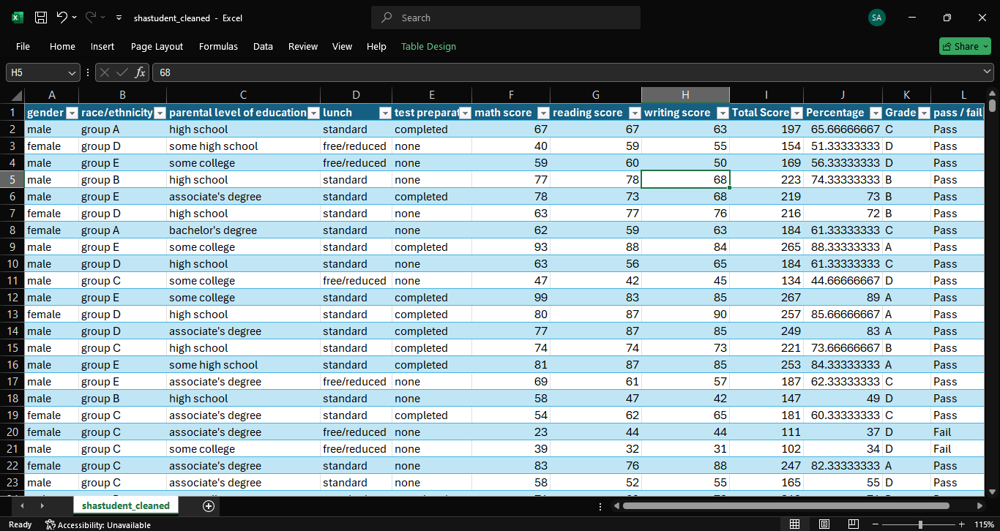 shastudent_cleaned - Excel
Search
SA
File Home Insert Page Layout Formulas Data Review View Help Table Design Share
H5 fx 68
A B C D E F G H I J K L
1 gender race/ethnicity parental level of education lunch test preparat math score reading score writing score Total Score Percentage Grade pass / fail
2 male group A high school standard completed 67 67 63 197 65.66666667 C Pass
3 female group D some high school free/reduced none 40 59 55 154 51.33333333 D Pass
4 male group E some college free/reduced none 59 60 50 169 56.33333333 D Pass
5 male group B high school standard none 77 78 68 223 74.33333333 B Pass
6 male group E associate's degree standard completed 78 73 68 219 73 B Pass
7 female group D high school standard none 63 77 76 216 72 B Pass
8 female group A bachelor's degree standard none 62 59 63 184 61.33333333 C Pass
9 male group E some college standard completed 93 88 84 265 88.33333333 A Pass
10 male group D high school standard none 63 56 65 184 61.33333333 C Pass
11 male group C some college free/reduced none 47 42 45 134 44.66666667 D Pass
12 male group E some college standard completed 99 83 85 267 89 A Pass
13 female group D high school standard completed 80 87 90 257 85.66666667 A Pass
14 male group D associate's degree standard completed 77 87 85 249 83 A Pass
15 male group C high school standard completed 74 74 73 221 73.66666667 B Pass
16 male group E some high school standard completed 81 87 85 253 84.33333333 A Pass
17 male group E associate's degree free/reduced none 69 61 57 187 62.33333333 C Pass
18 male group B high school standard none 58 47 42 147 49 D Pass
19 female group C associate's degree standard completed 54 62 65 181 60.33333333 C Pass
20 female group C associate's degree free/reduced none 23 44 44 111 37 D Fail
21 male group C some college free/reduced none 39 32 31 102 34 D Fail
22 female group C associate's degree standard none 83 76 88 247 82.33333333 A Pass
23 male group C associate's degree standard none 58 52 55 165 55 D Pass
shastudent_cleaned
Ready Accessibility: Unavailable 115%